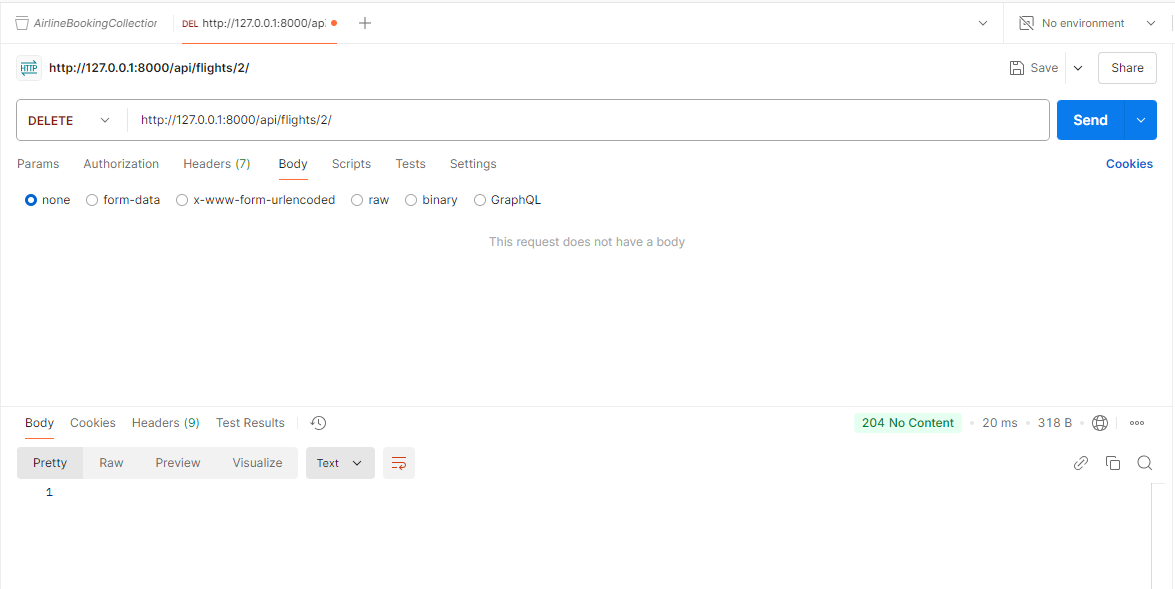 AirlineBookingCollection
DEL http://127.0.0.1:8000/api
No environment
HTTP http://127.0.0.1:8000/api/flights/2/
Save
Share
DELETE
http://127.0.0.1:8000/api/flights/2/
Send
Params Authorization Headers (7) Body Scripts Tests Settings Cookies
none form-data x-www-form-urlencoded raw binary GraphQL
This request does not have a body
Body Cookies Headers (9) Test Results 204 No Content 20 ms 318 B
Pretty Raw Preview Visualize Text
1